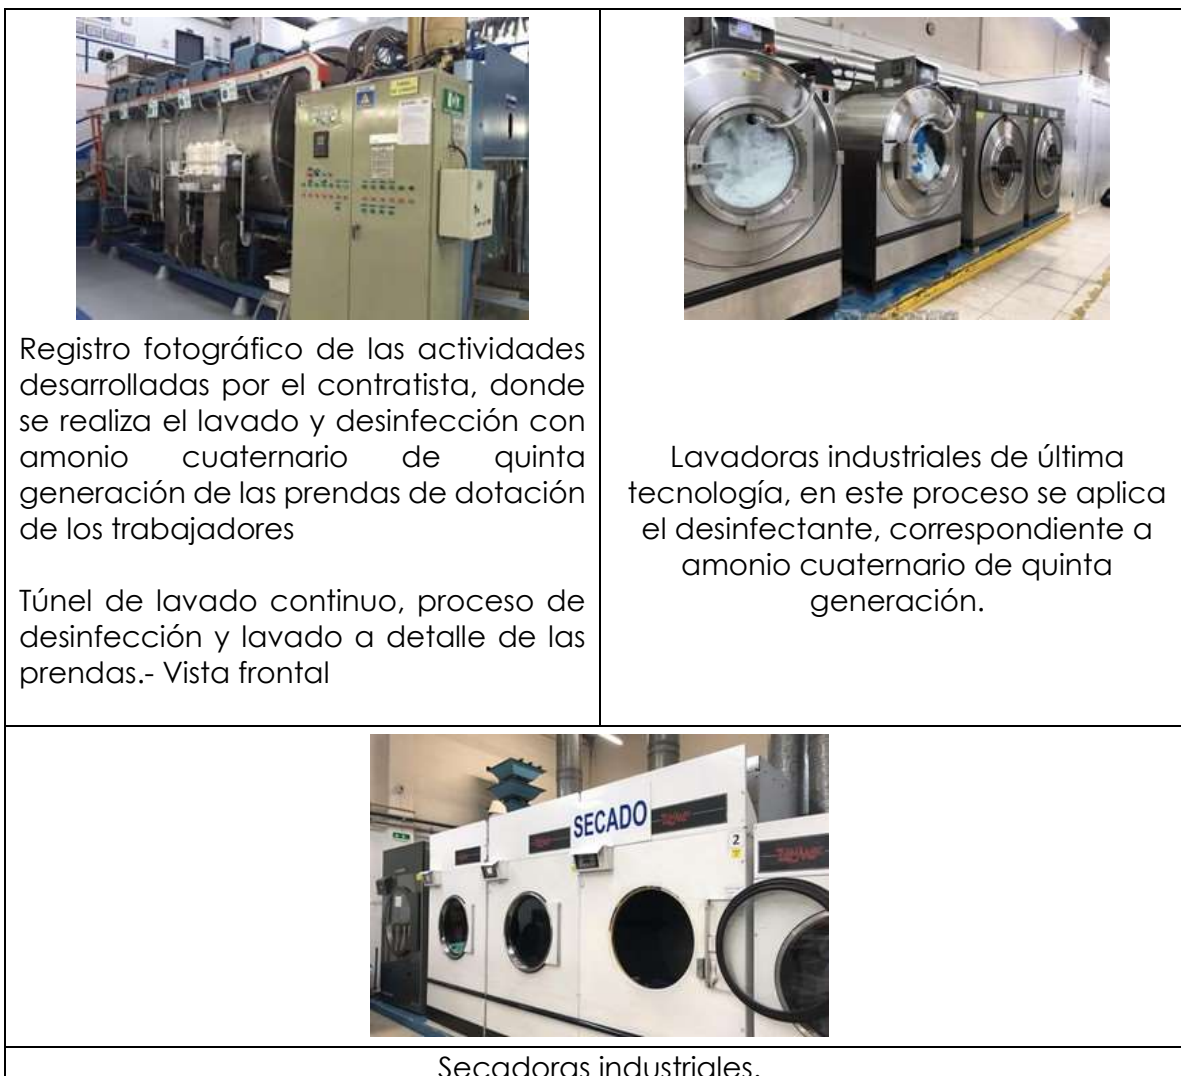 Registro fotográfico de las actividades
desarrolladas por el contratista, donde
se realiza el lavado y desinfección con
amonio cuaternario de quinta
generación de las prendas de dotación
de los trabajadores
Túnel de lavado continuo, proceso de
desinfección y lavado a detalle de las
prendas.- Vista frontal
Lavadoras industriales de última
tecnología, en este proceso se aplica
el desinfectante, correspondiente a
amonio cuaternario de quinta
generación.
SECADO
2
Secadoras industriales.